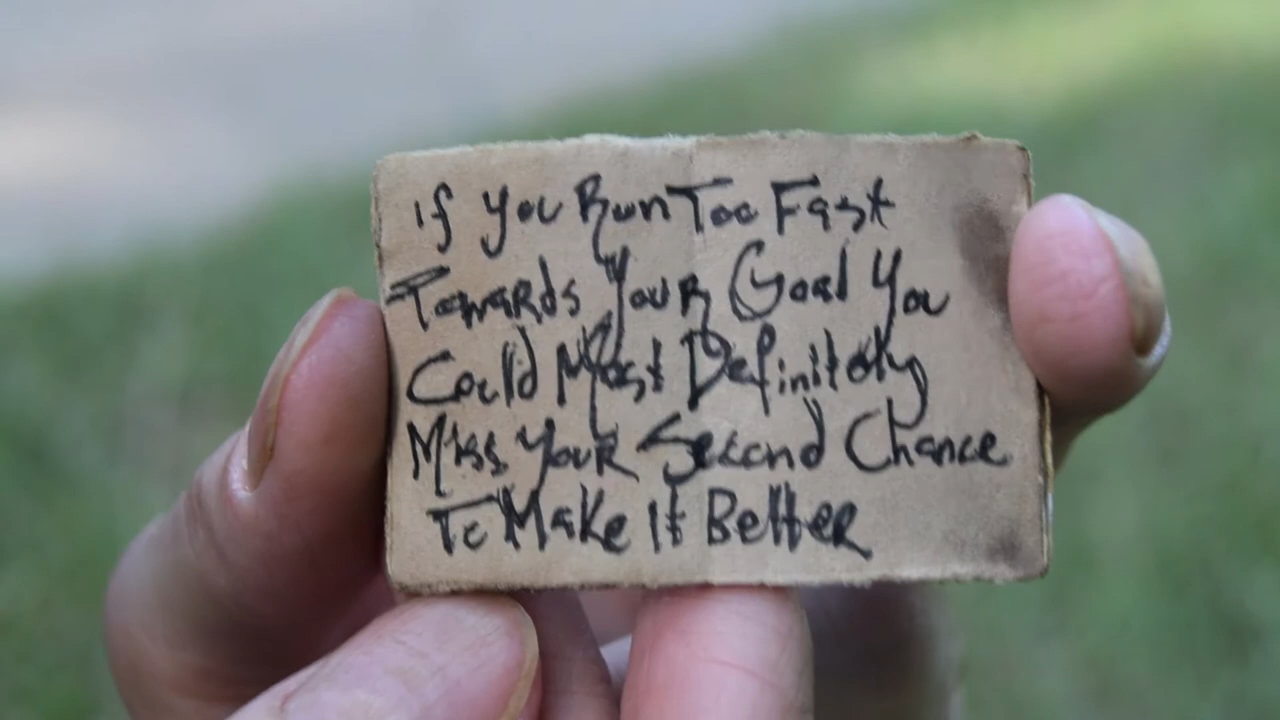 If You Run Too Fast
Towards Your Goal You
Could Most Definitely
Miss Your Second Chance
To Make It Better